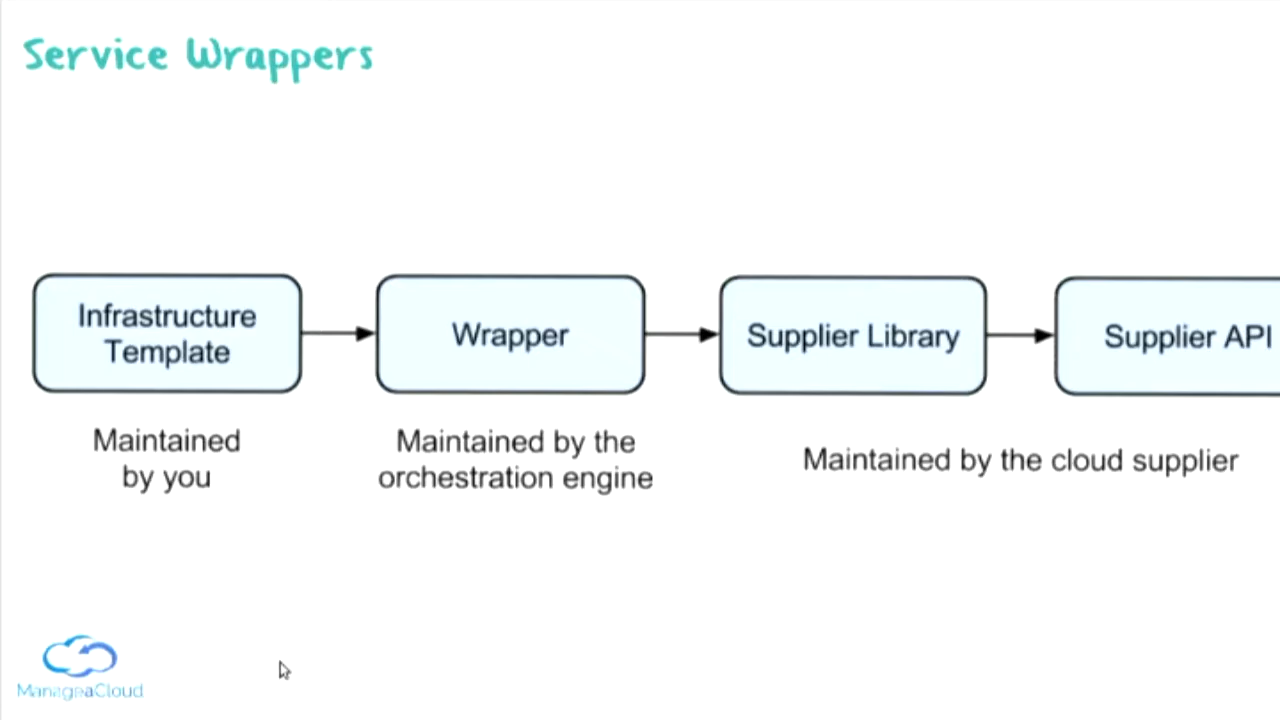 Service Wrappers
Infrastructure
Template
Wrapper
Supplier Library
Supplier API
Maintained
by you
Maintained by the
orchestration engine
Maintained by the cloud supplier
ManageaCloud